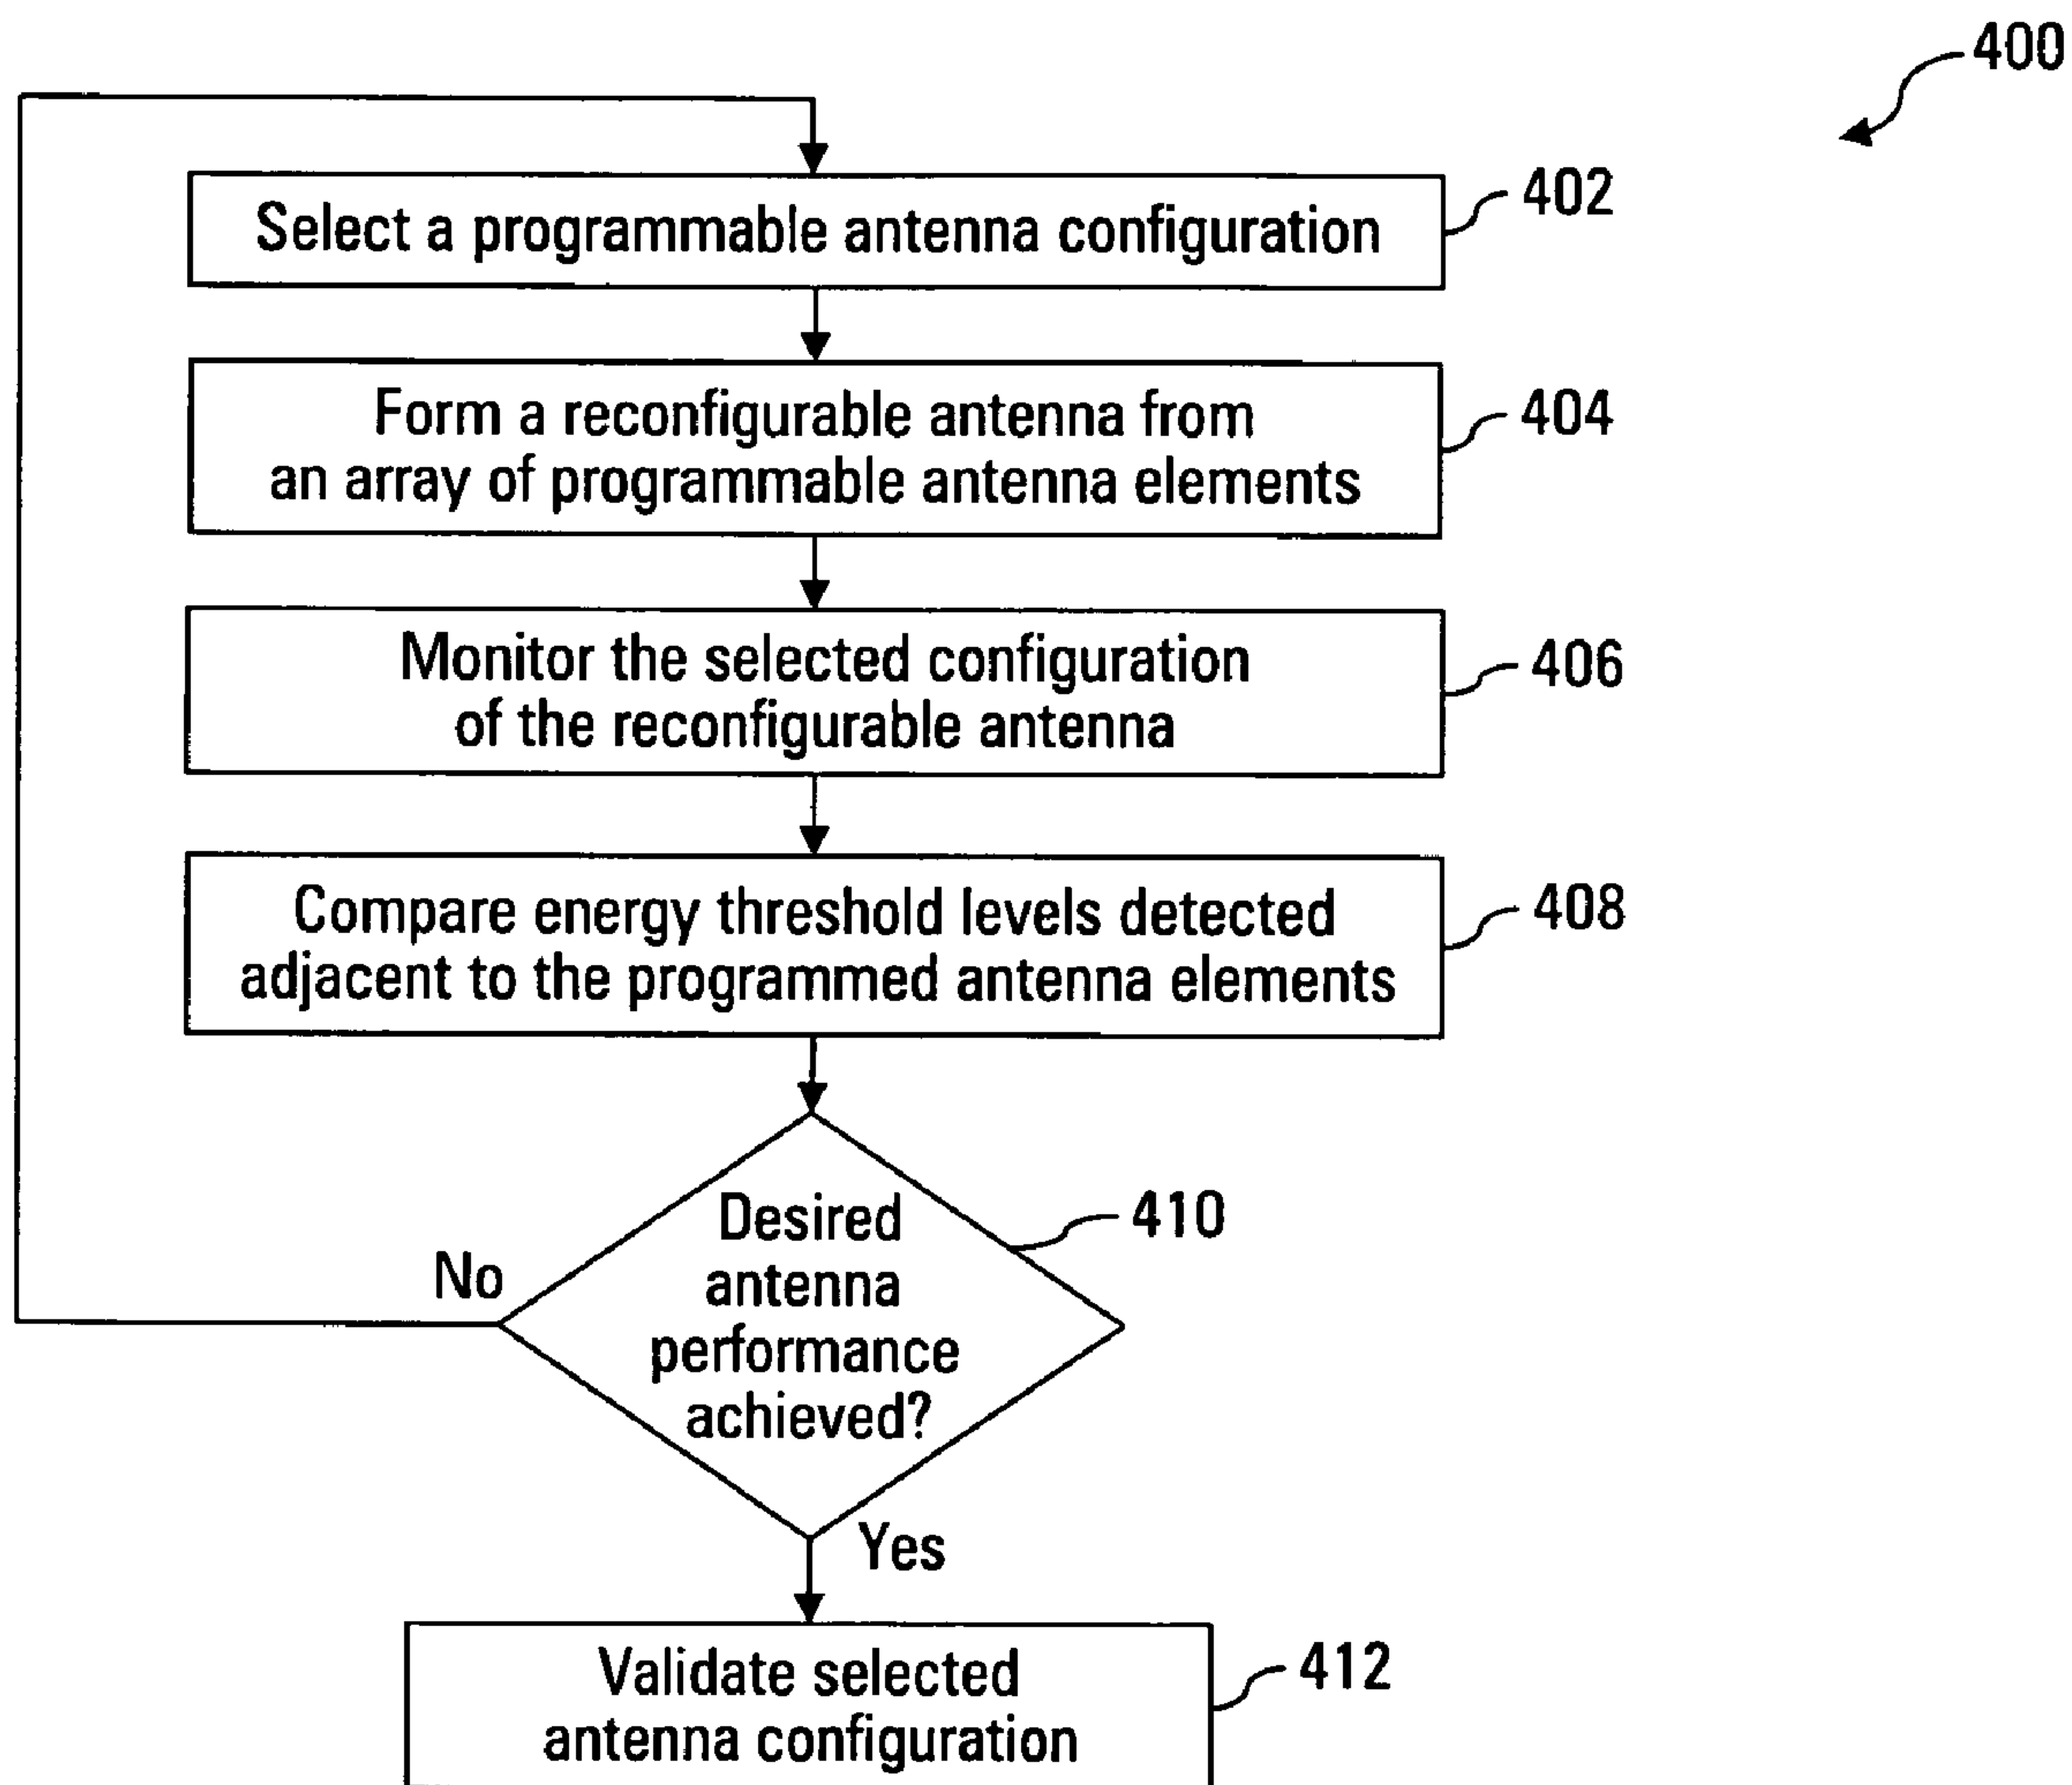 400
Select a programmable antenna configuration
402
Form a reconfigurable antenna from
an array of programmable antenna elements
404
Monitor the selected configuration
of the reconfigurable antenna
406
Compare energy threshold levels detected
adjacent to the programmed antenna elements
408
Desired
antenna
performance
achieved?
410
No
Yes
Validate selected
antenna configuration
412